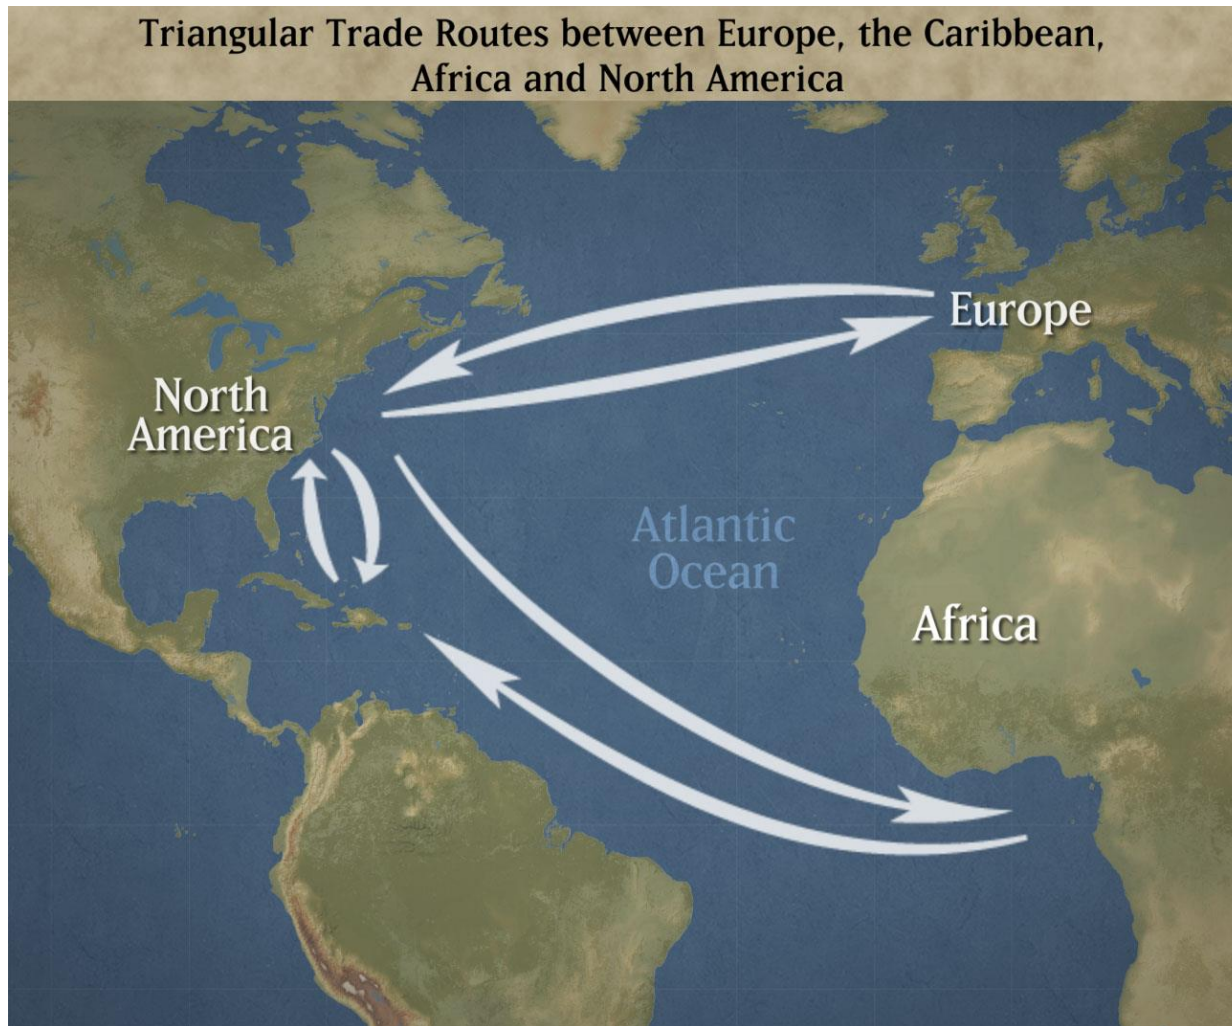 Triangular Trade Routes between Europe, the Caribbean,
Africa and North America
Europe
North
America
Atlantic
Ocean
Africa